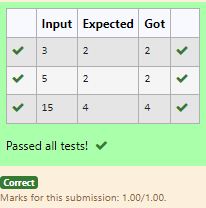 Input Expected Got
3 2 2
5 2 2
15 4 4
Passed all tests!
Correct
Marks for this submission: 1.00/1.00.